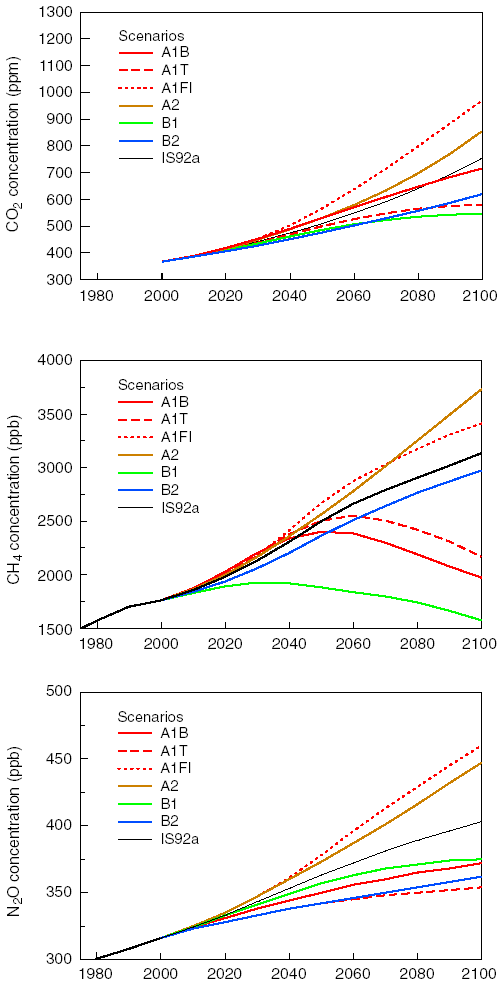 1300
1200
1100
1000
900
800
700
600
500
400
300
CO2 concentration (ppm)
Scenarios
A1B
A1T
A1FI
A2
B1
B2
IS92a
1980 2000 2020 2040 2060 2080 2100
4000
3500
3000
2500
2000
1500
CH4 concentration (ppb)
Scenarios
A1B
A1T
A1FI
A2
B1
B2
IS92a
1980 2000 2020 2040 2060 2080 2100
500
450
400
350
300
N2O concentration (ppb)
Scenarios
A1B
A1T
A1FI
A2
B1
B2
IS92a
1980 2000 2020 2040 2060 2080 2100